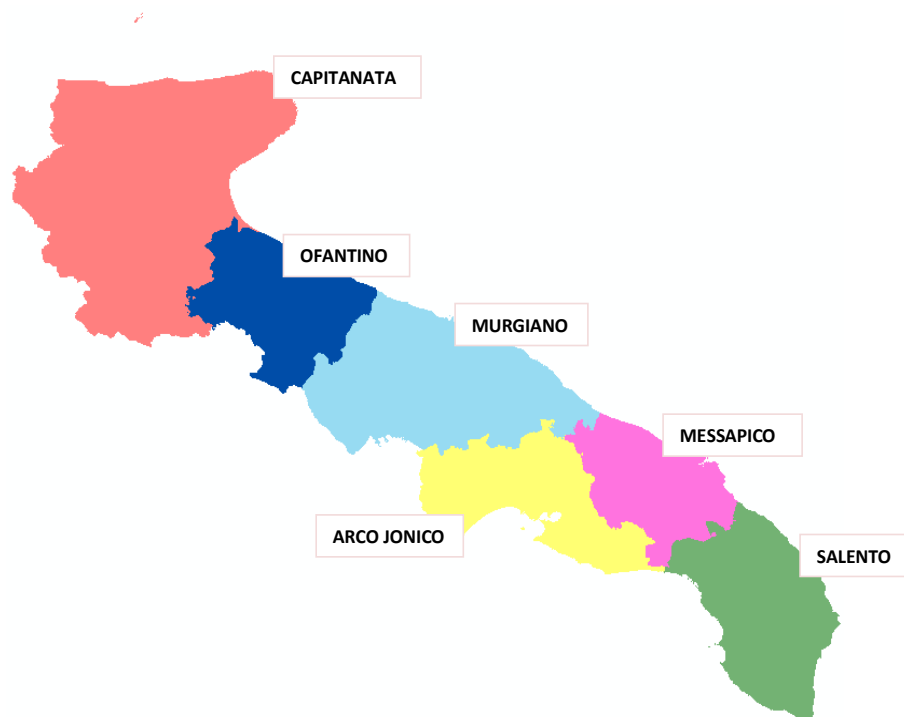 CAPITANATA
OFANTINO
MURGIANO
MESSAPICO
ARCO JONICO
SALENTO